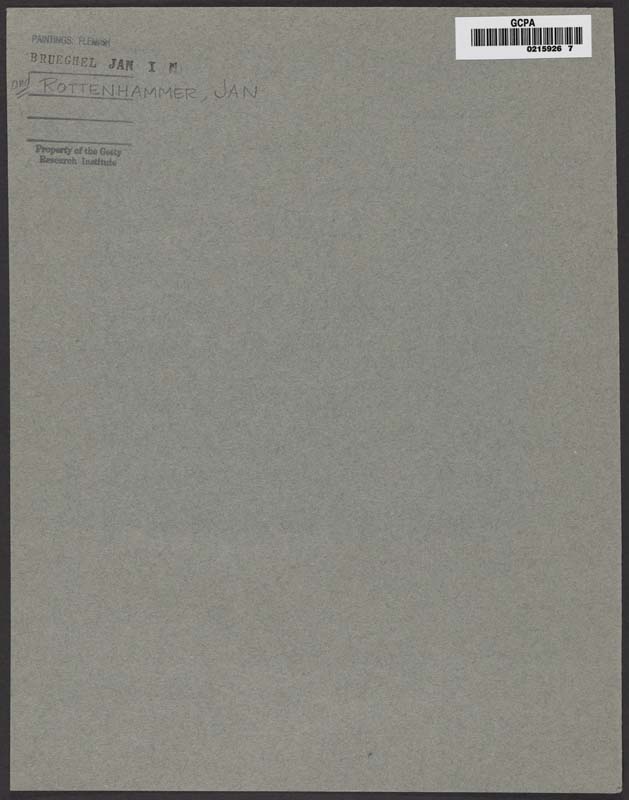 PAINTINGS: FLEMISH
BRUEGHEL JAN I
and ROTTENHAMMER, JAN
Property of the Getty
Research Institute
GCPA
0215926 7